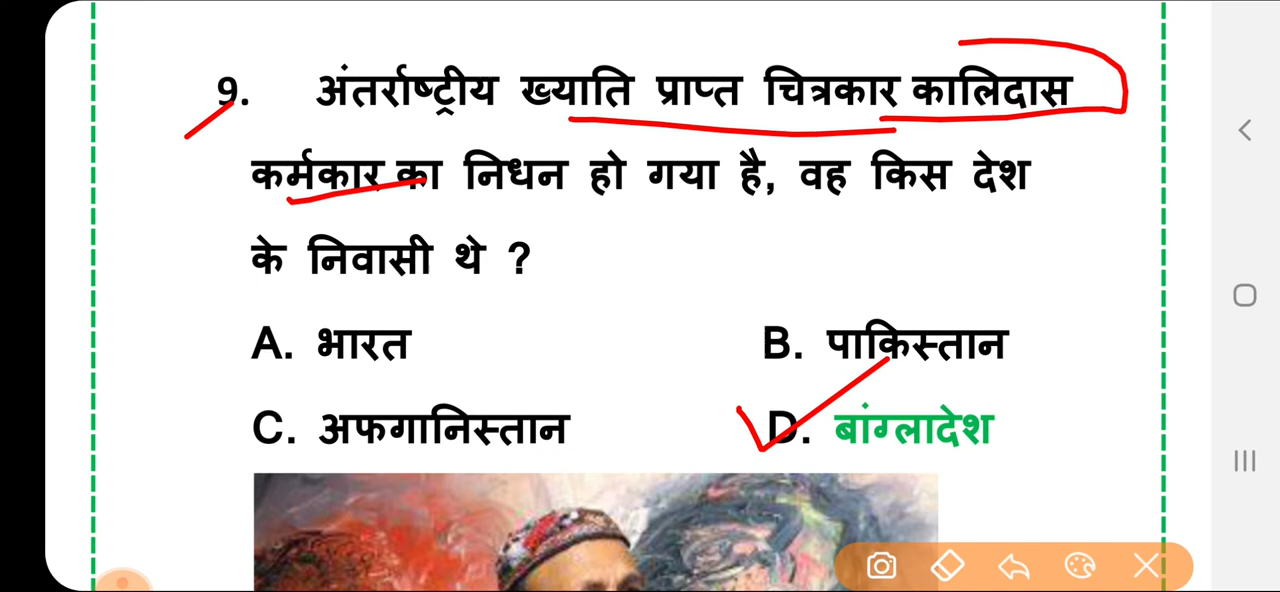 9. अंतर्राष्ट्रीय ख्याति प्राप्त चित्रकार कालिदास
कर्मकार का निधन हो गया है, वह किस देश
के निवासी थे ?
A. भारत B. पाकिस्तान
C. अफगानिस्तान D. बांग्लादेश